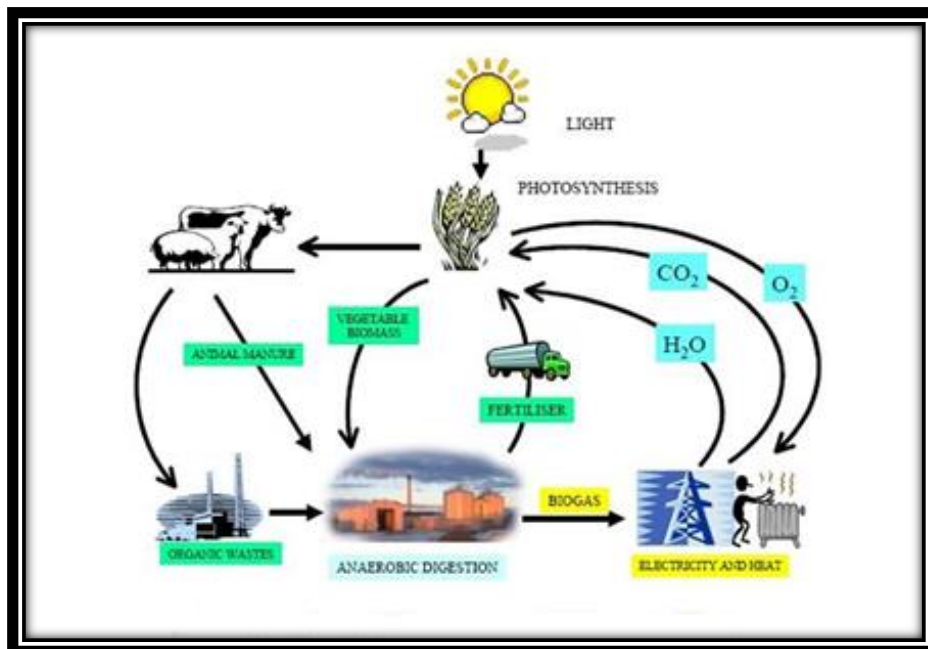 LIGHT
PHOTOSYNTHESIS
CO₂
O₂
VEGETABLE
BIOMASS
H₂O
ANIMAL MANURE
FERTILISER
BIOGAS
ORGANIC WASTES
ANAEROBIC DIGESTION
ELECTRICITY AND HEAT